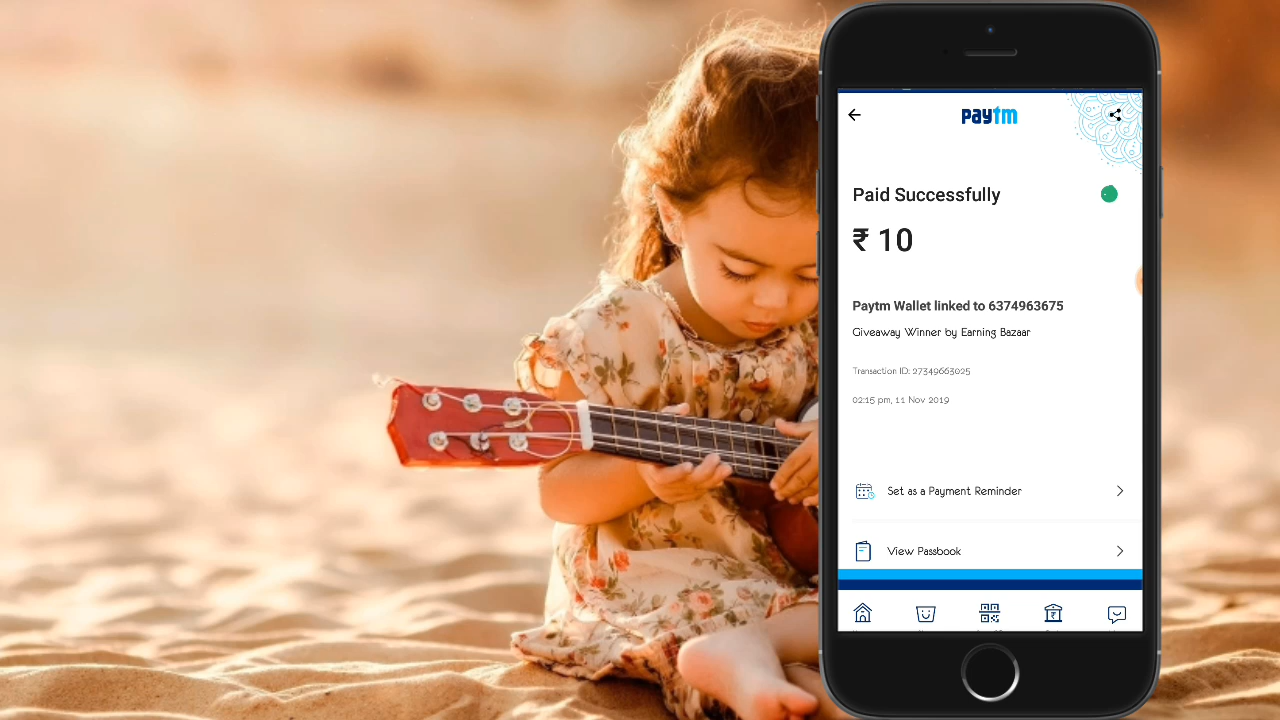 paytm
Paid Successfully
₹ 10
Paytm Wallet linked to 6374963675
Giveaway Winner by Earning Bazaar
Transaction ID: 27349663025
02:15 pm, 11 Nov 2019
Set as a Payment Reminder
View Passbook